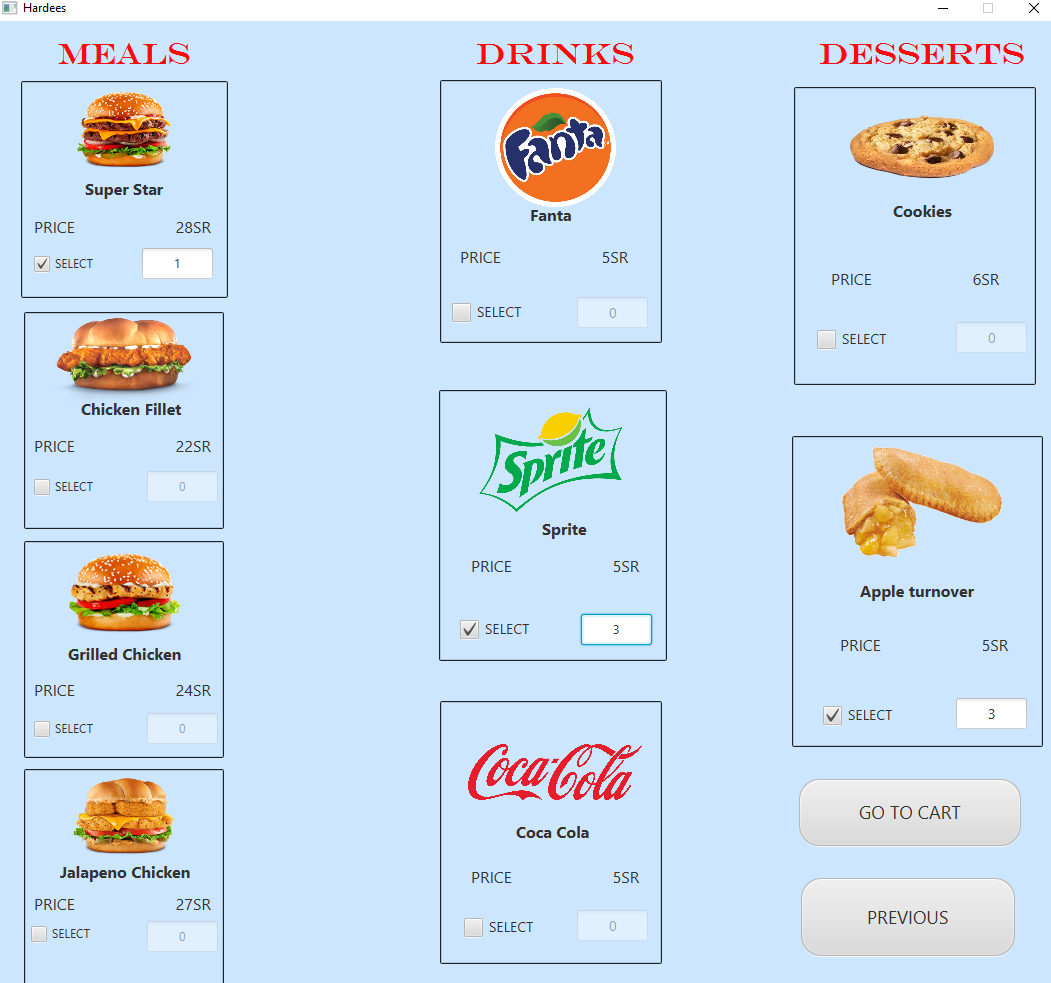 Hardees
MEALS
Super Star
PRICE 28SR
SELECT 1
Chicken Fillet
PRICE 22SR
SELECT 0
Grilled Chicken
PRICE 24SR
SELECT 0
Jalapeno Chicken
PRICE 27SR
SELECT 0
DRINKS
Fanta
Fanta
PRICE 5SR
SELECT 0
Sprite
Sprite
PRICE 5SR
SELECT 3
Coca-Cola
Coca Cola
PRICE 5SR
SELECT 0
DESSERTS
Cookies
PRICE 6SR
SELECT 0
Apple turnover
PRICE 5SR
SELECT 3
GO TO CART
PREVIOUS